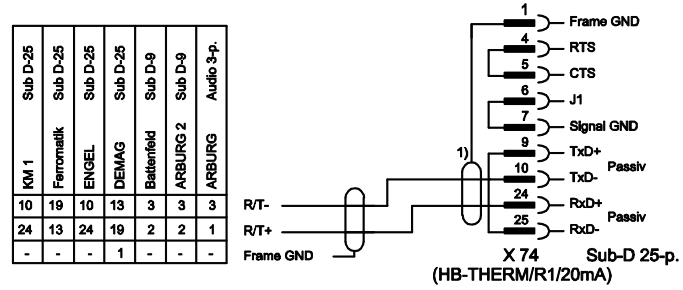 KM 1 Sub D-25
Ferromatik Sub D-25
ENGEL Sub D-25
DEMAG Sub D-25
Battenfeld Sub D-9
ARBURG 2 Sub D-9
ARBURG Audio 3-p.
10 19 10 13 3 3 3 R/T-
24 13 24 19 2 2 1 R/T+
- - - 1 - - - Frame GND
1)
1 Frame GND
4 RTS
5 CTS
6 J1
7 Signal GND
9 TxD+
Passiv
10 TxD-
24 RxD+
Passiv
25 RxD-
X 74 Sub-D 25-p.
(HB-THERM/R1/20mA)